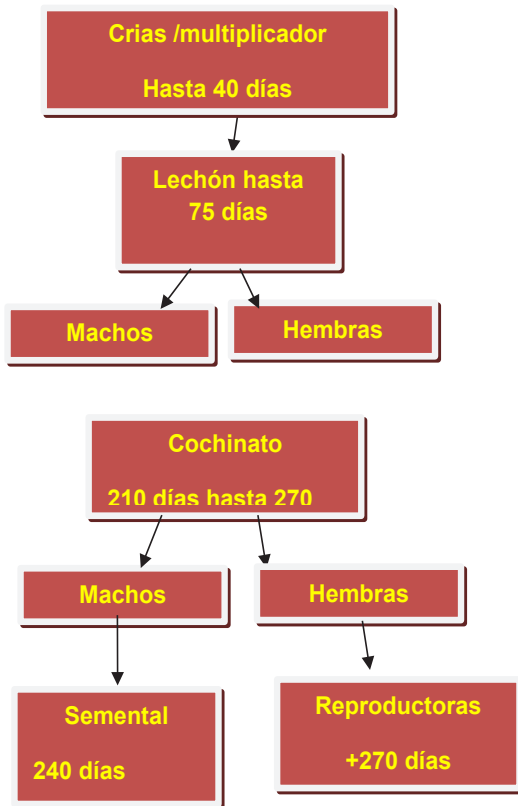 Crias /multiplicador
Hasta 40 días
Lechón hasta
75 días
Machos
Hembras
Cochinato
210 días hasta 270
Machos
Hembras
Semental
240 días
Reproductoras
+270 días